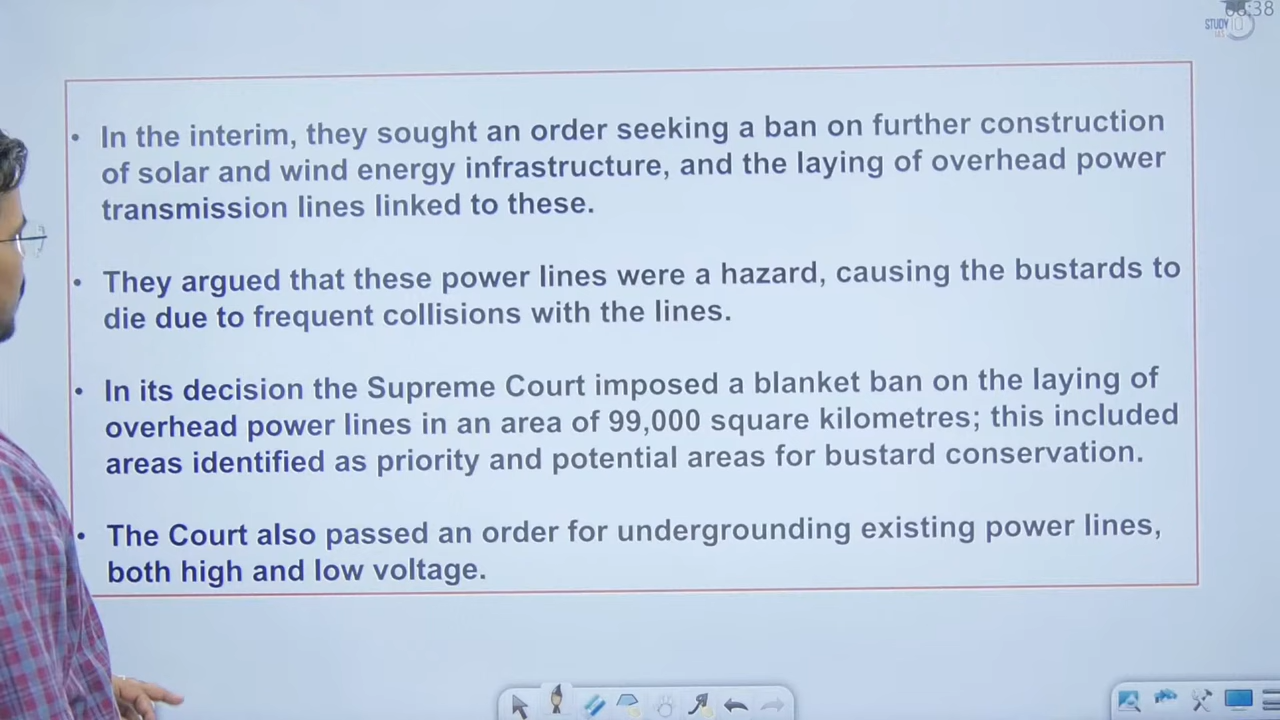 :38
STUDY
• In the interim, they sought an order seeking a ban on further construction
of solar and wind energy infrastructure, and the laying of overhead power
transmission lines linked to these.
• They argued that these power lines were a hazard, causing the bustards to
die due to frequent collisions with the lines.
• In its decision the Supreme Court imposed a blanket ban on the laying of
overhead power lines in an area of 99,000 square kilometres; this included
areas identified as priority and potential areas for bustard conservation.
• The Court also passed an order for undergrounding existing power lines,
both high and low voltage.